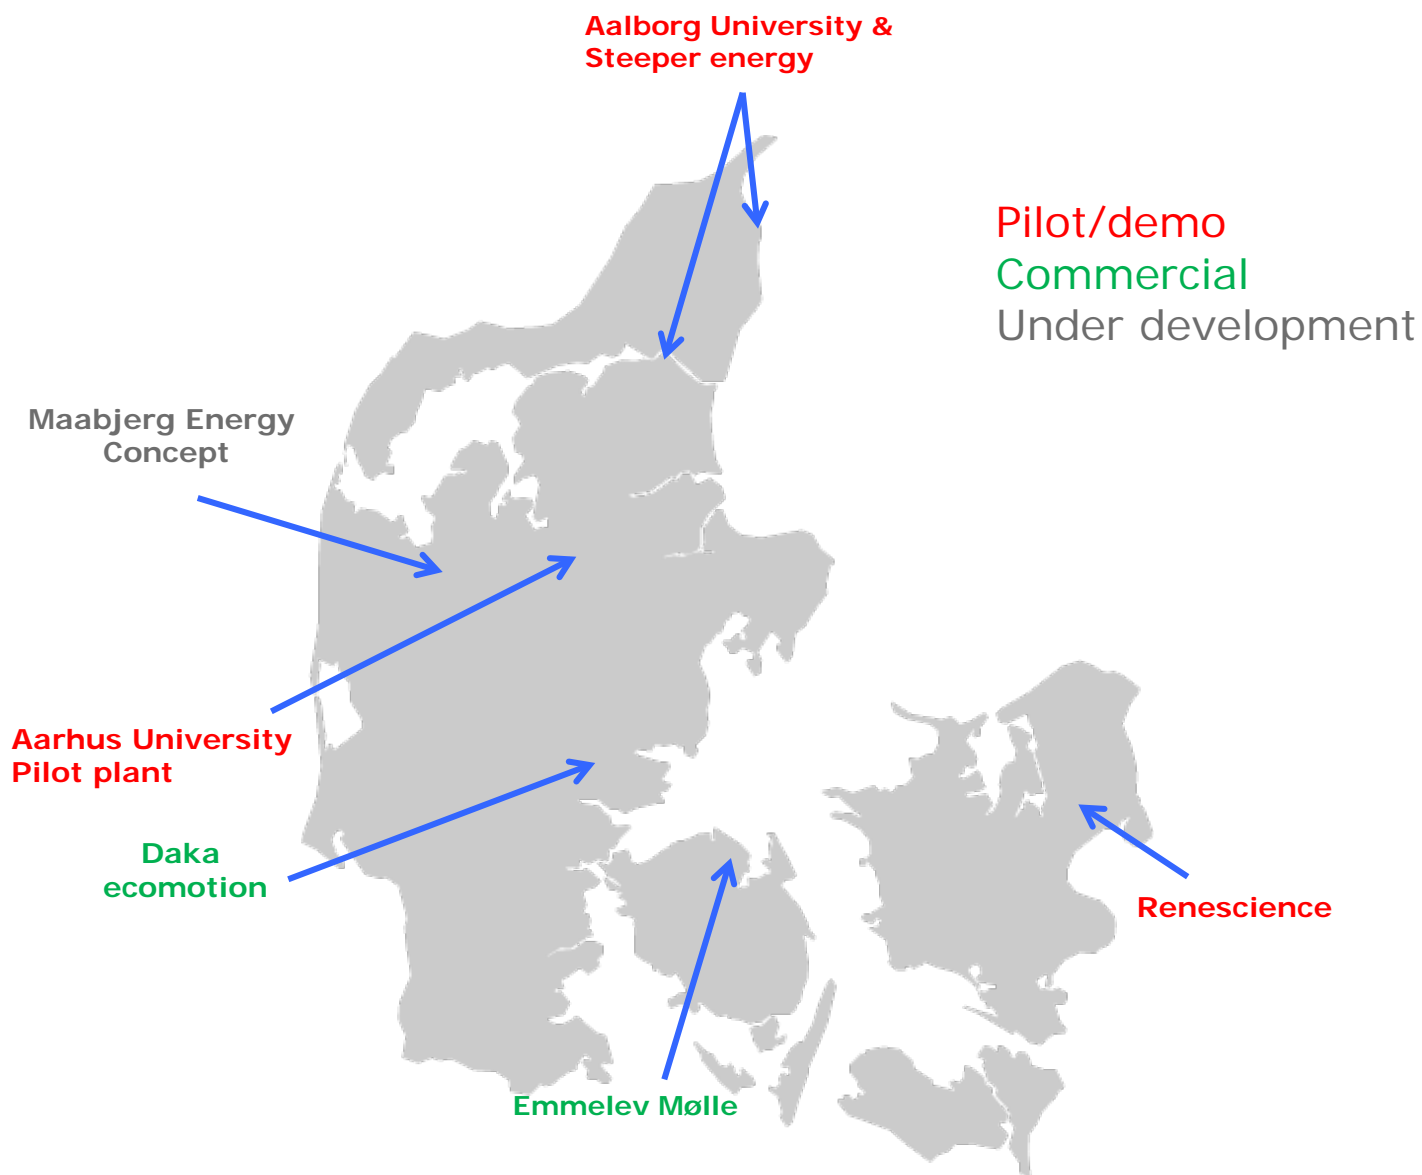 Aalborg University &
Steeper energy
Pilot/demo
Commercial
Under development
Maabjerg Energy
Concept
Aarhus University
Pilot plant
Daka
ecomotion
Renescience
Emmelev Mølle